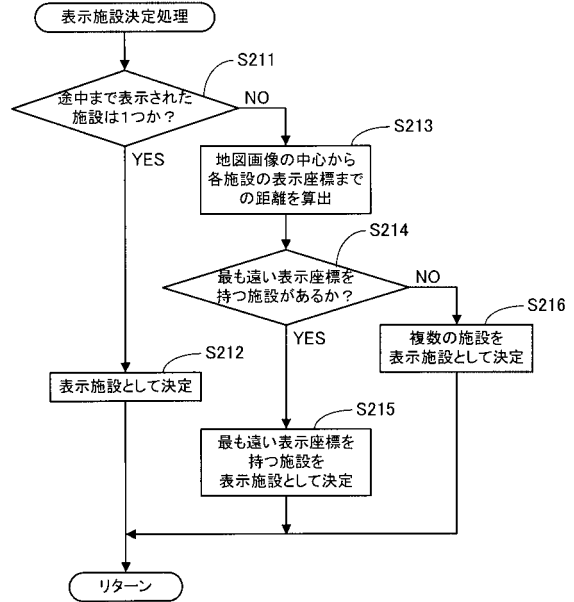 表示施設決定処理
S211
途中まで表示された
施設は1つか?
NO
YES
S213
地図画像の中心から
各施設の表示座標まで
の距離を算出
S214
最も遠い表示座標を
持つ施設があるか?
NO
YES
S216
複数の施設を
表示施設として決定
S212
表示施設として決定
S215
最も遠い表示座標を
持つ施設を
表示施設として決定
リターン